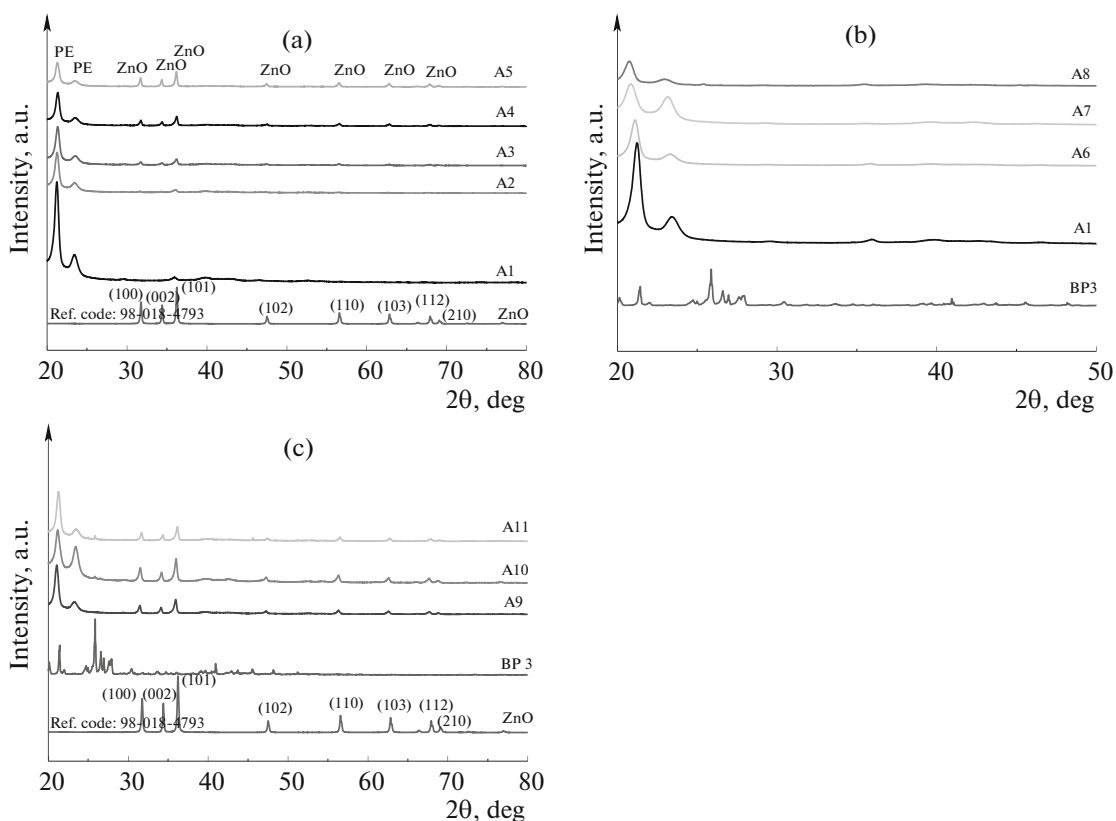 (a)
Intensity, a.u.
PE
PE
ZnO
ZnO
ZnO
ZnO
ZnO
ZnO
ZnO
A5
A4
A3
A2
A1
(100)
(002)
(101)
(102)
(110)
(103)
(112)
(210)
Ref. code: 98-018-4793
ZnO
20 30 40 50 60 70 80
2θ, deg
(b)
Intensity, a.u.
A8
A7
A6
A1
BP3
20 30 40 50
2θ, deg
(c)
Intensity, a.u.
A11
A10
A9
BP 3
(100)
(002)
(101)
(102)
(110)
(103)
(112)
(210)
Ref. code: 98-018-4793
ZnO
20 30 40 50 60 70 80
2θ, deg